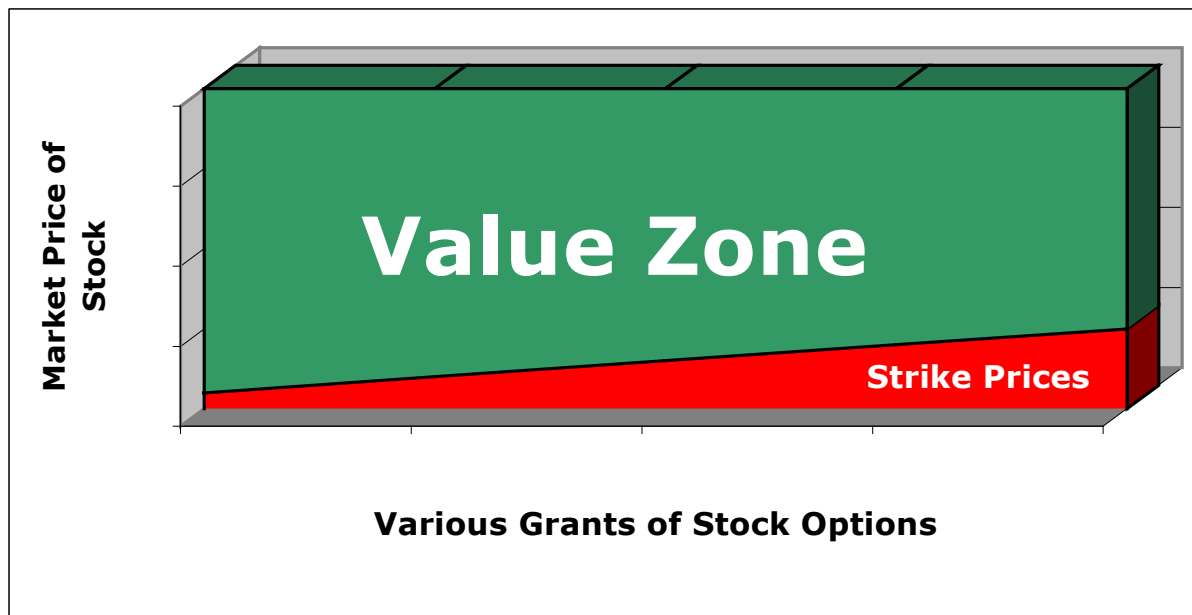 Market Price of
Stock
Value Zone
Strike Prices
Various Grants of Stock Options